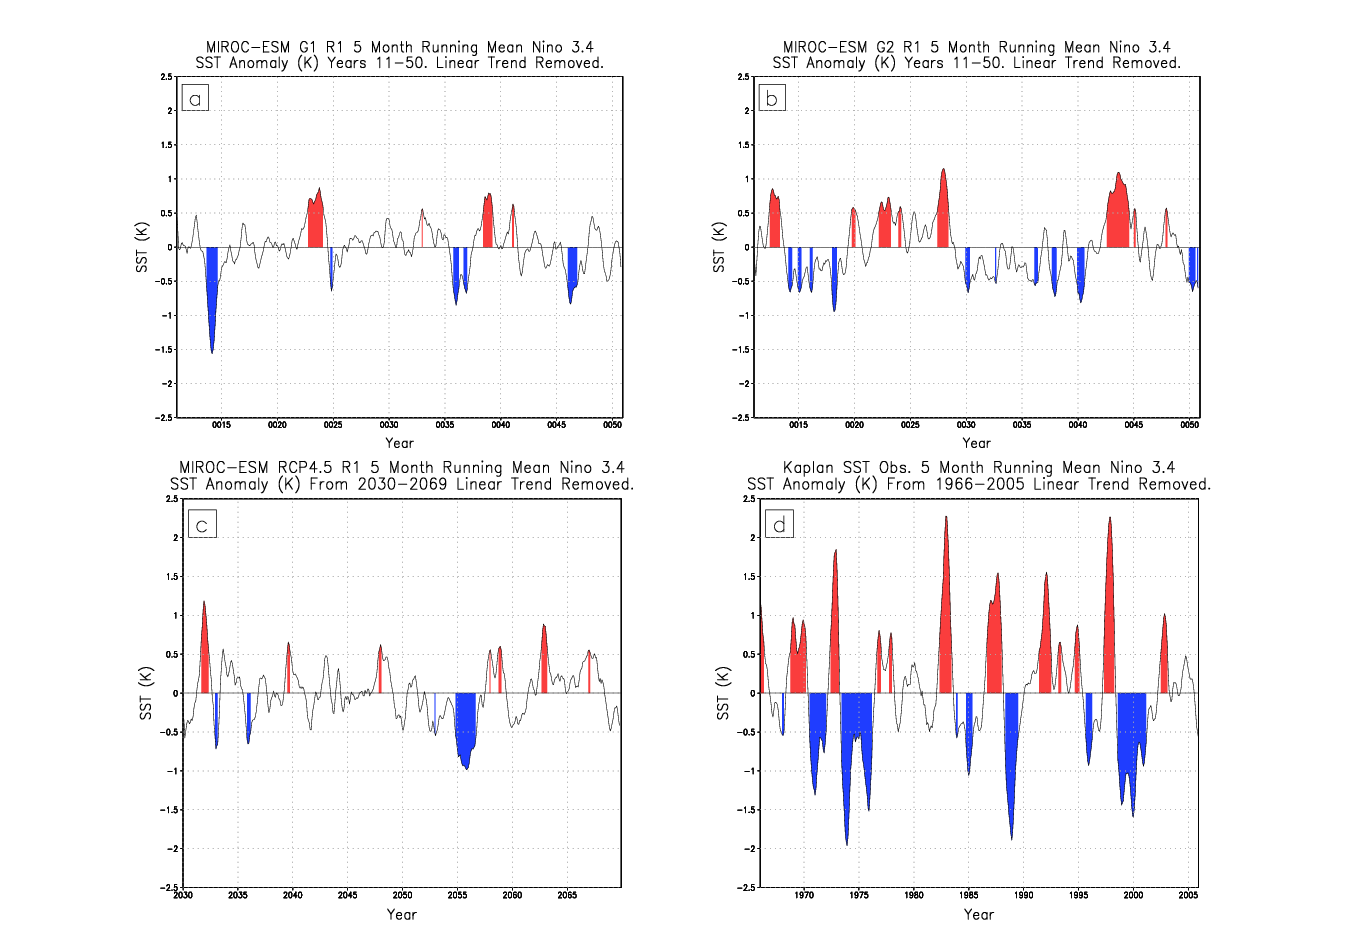 MIROC-ESM G1 R1 5 Month Running Mean Nino 3.4
SST Anomaly (K) Years 11-50. Linear Trend Removed.
a
2.5
2
1.5
1
0.5
0
-0.5
-1
-1.5
-2
-2.5
SST (K)
0015 0020 0025 0030 0035 0040 0045 0050
Year
MIROC-ESM G2 R1 5 Month Running Mean Nino 3.4
SST Anomaly (K) Years 11-50. Linear Trend Removed.
b
2.5
2
1.5
1
0.5
0
-0.5
-1
-1.5
-2
-2.5
SST (K)
0015 0020 0025 0030 0035 0040 0045 0050
Year
MIROC-ESM RCP4.5 R1 5 Month Running Mean Nino 3.4
SST Anomaly (K) From 2030-2069 Linear Trend Removed.
c
2.5
2
1.5
1
0.5
0
-0.5
-1
-1.5
-2
-2.5
SST (K)
2030 2035 2040 2045 2050 2055 2060 2065
Year
Kaplan SST Obs. 5 Month Running Mean Nino 3.4
SST Anomaly (K) From 1966-2005 Linear Trend Removed.
d
2.5
2
1.5
1
0.5
0
-0.5
-1
-1.5
-2
-2.5
SST (K)
1970 1975 1980 1985 1990 1995 2000 2005
Year